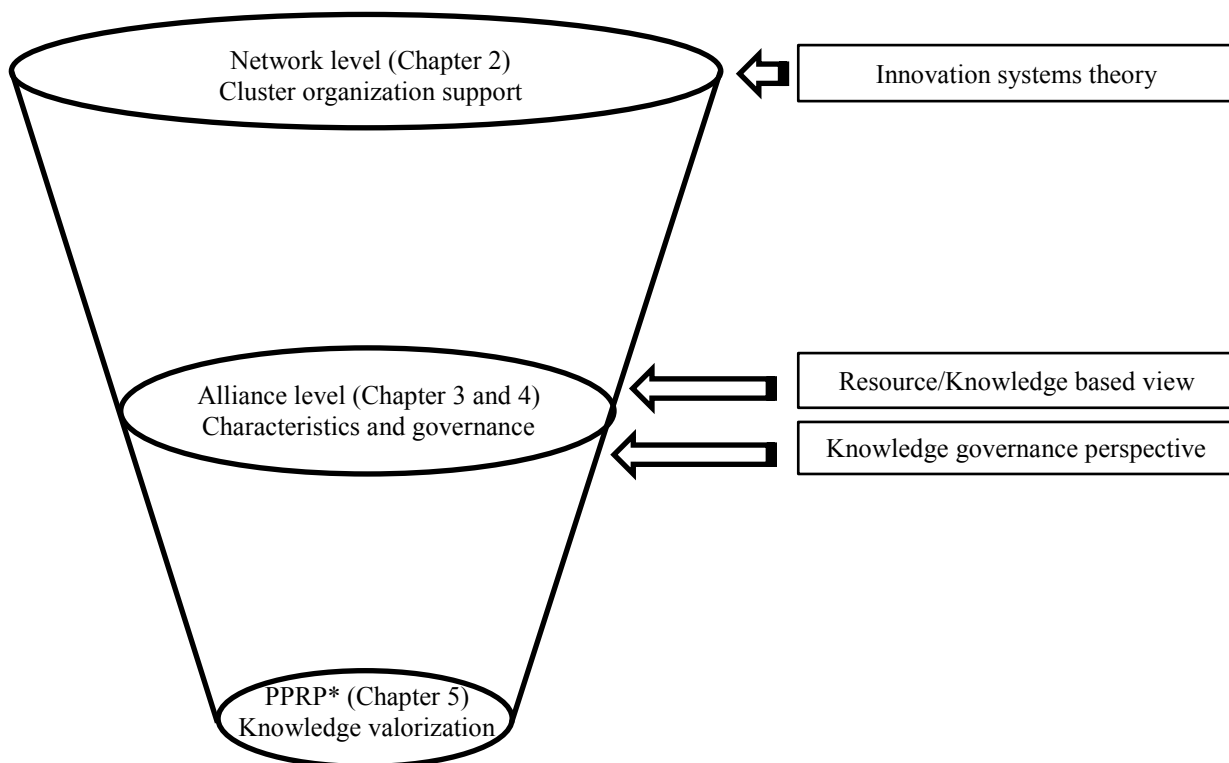 Network level (Chapter 2)
Cluster organization support
Innovation systems theory
Alliance level (Chapter 3 and 4)
Characteristics and governance
Resource/Knowledge based view
Knowledge governance perspective
PPRP* (Chapter 5)
Knowledge valorization